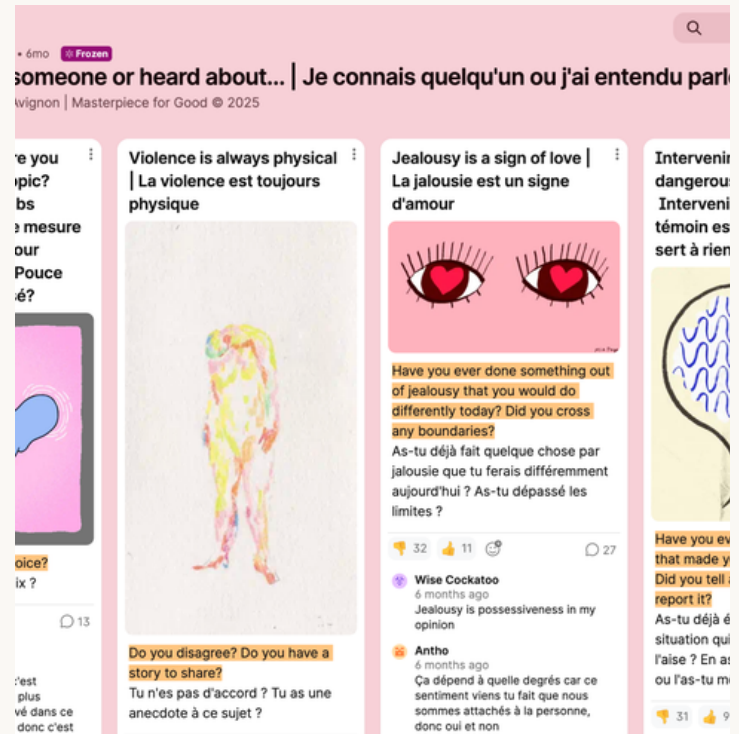 • 6mo Frozen
someone or heard about... | Je connais quelqu'un ou j'ai entendu
Avignon | Masterpiece for Good © 2025
re you
opic?
bs
e mesure
our
Pouce
sé?
oice?
ix ?
13
c'est
plus
vé dans ce
donc c'est
Violence is always physical
| La violence est toujours
physique
Do you disagree? Do you have a
story to share?
Tu n'es pas d'accord ? Tu as une
anecdote à ce sujet ?
Jealousy is a sign of love |
La jalousie est un signe
d'amour
Have you ever done something out
of jealousy that you would do
differently today? Did you cross
any boundaries?
As-tu déjà fait quelque chose par
jalousie que tu ferais différemment
aujourd'hui ? As-tu dépassé les
limites ?
32 11 27
Wise Cockatoo
6 months ago
Jealousy is possessiveness in my
opinion
Antho
6 months ago
Ça dépend à quelle degrés car ce
sentiment viens tu fait que nous
sommes attachés à la personne,
donc oui et non
Intervenin
dangerous
Interveni
témoin es
sert à rien
Have you ev
that made y
Did you tell
report it?
As-tu déjà é
situation qui
l'aise ? En as
ou l'as-tu m
31 9